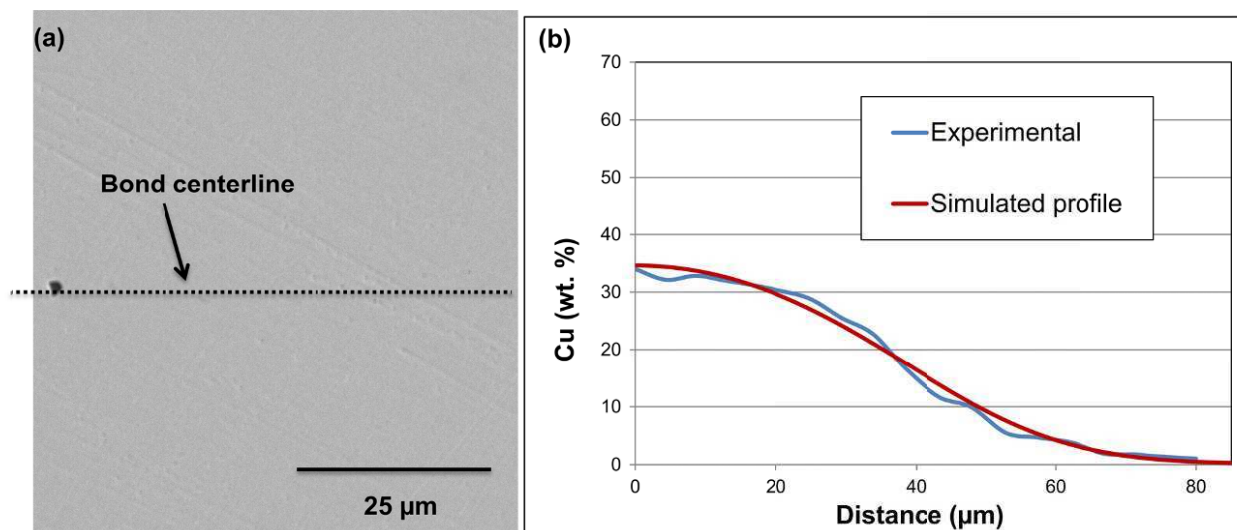 (a)
Bond centerline
25 µm
(b)
Cu (wt. %)
70
60
50
40
30
20
10
0
Experimental
Simulated profile
0 20 40 60 80
Distance (µm)